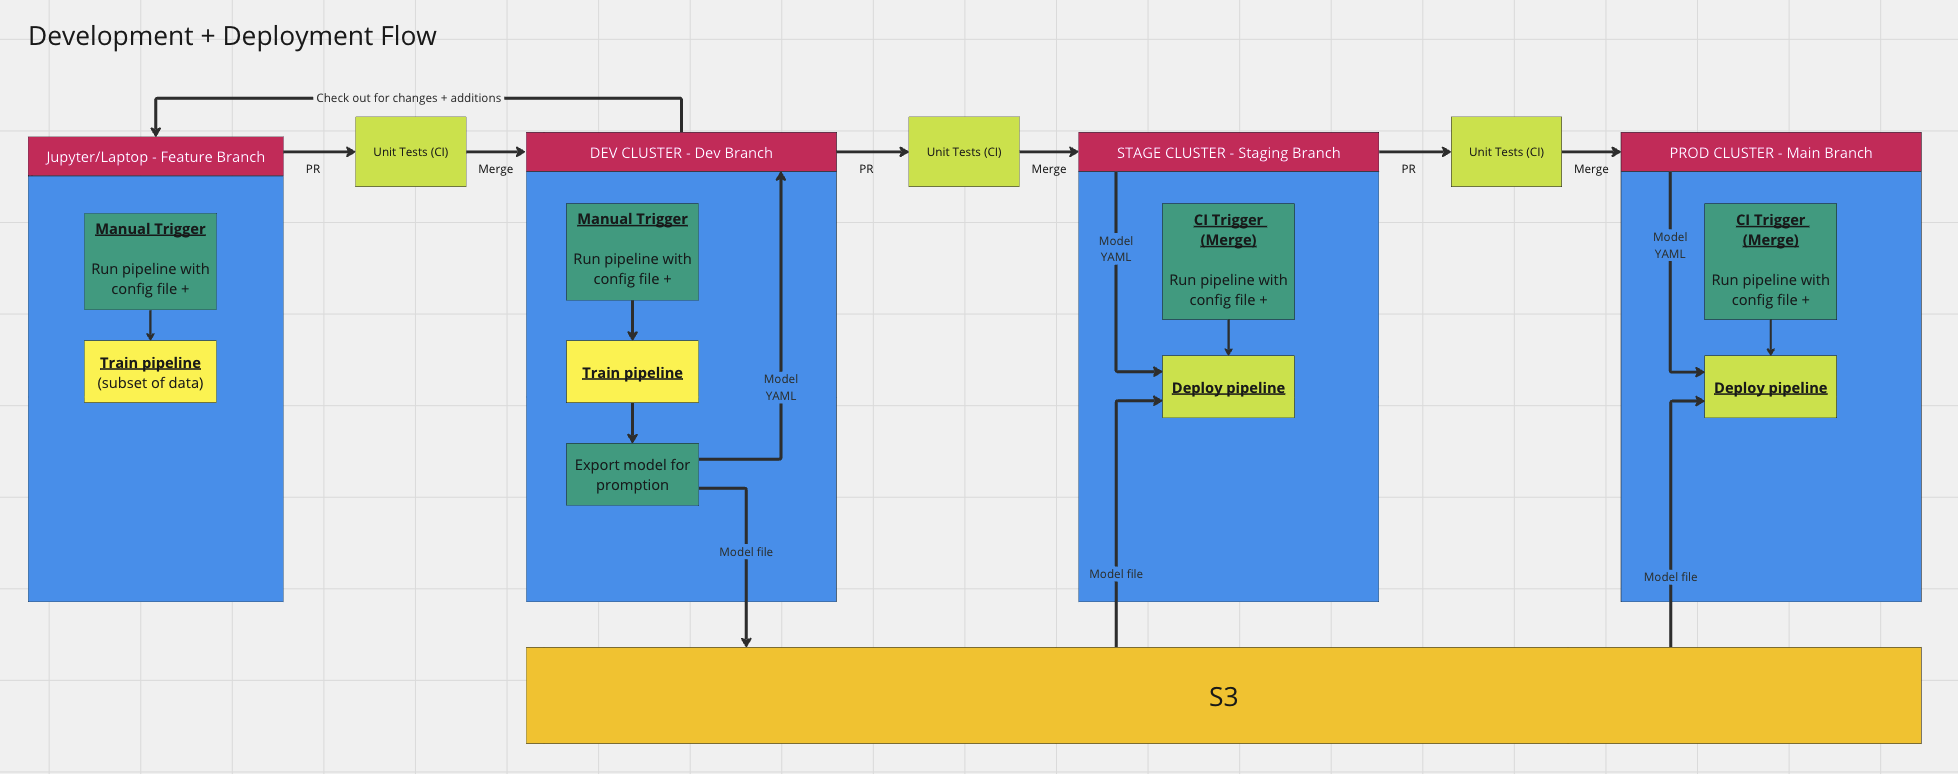 Development + Deployment Flow
Check out for changes + additions
Jupyter/Laptop - Feature Branch
PR
Unit Tests (CI)
Merge
DEV CLUSTER - Dev Branch
PR
Unit Tests (CI)
Merge
STAGE CLUSTER - Staging Branch
PR
Unit Tests (CI)
Merge
PROD CLUSTER - Main Branch
Manual Trigger
Run pipeline with
config file +
Train pipeline
(subset of data)
Manual Trigger
Run pipeline with
config file +
Train pipeline
Export model for
promption
Model
YAML
Model file
Model
YAML
CI Trigger
(Merge)
Run pipeline with
config file +
Deploy pipeline
Model file
Model
YAML
CI Trigger
(Merge)
Run pipeline with
config file +
Deploy pipeline
Model file
S3